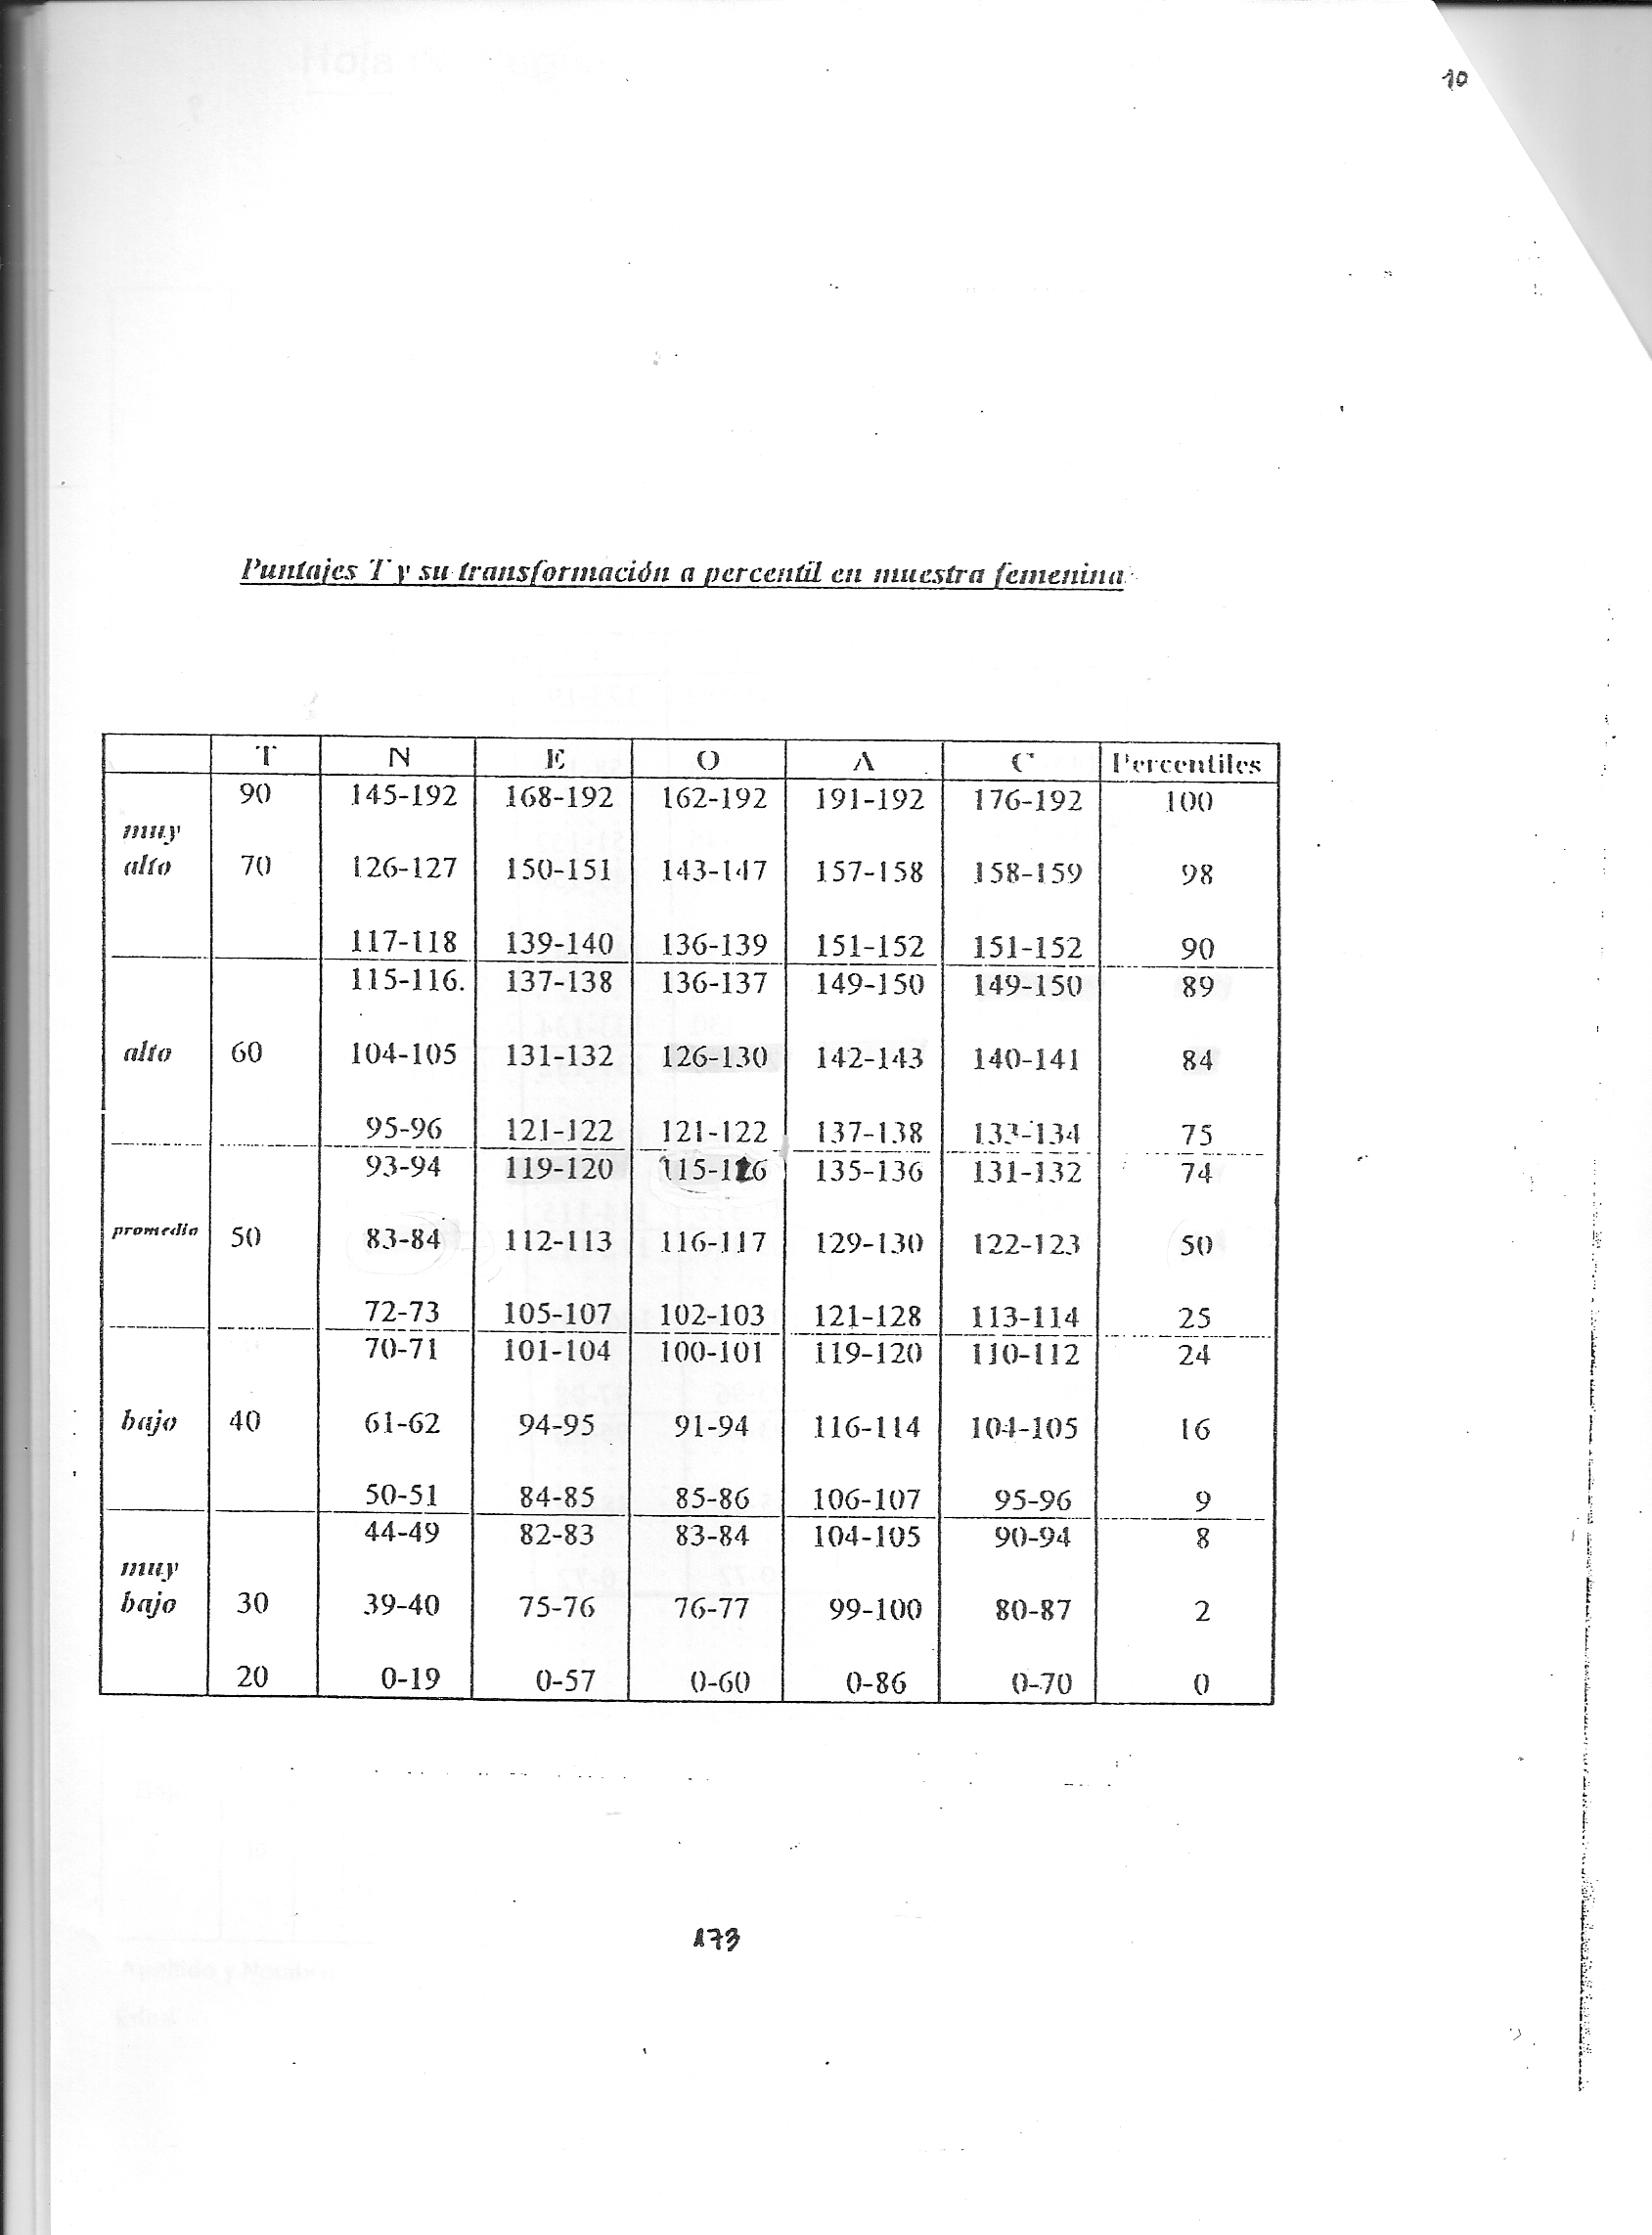 10
Puntajes T y su transformación a percentil en muestra femenina
T N E O A C Percentiles
90 145-192 168-192 162-192 191-192 176-192 100
muy
alto 70 126-127 150-151 143-147 157-158 158-159 98
117-118 139-140 136-139 151-152 151-152 90
115-116. 137-138 136-137 149-150 149-150 89
alto 60 104-105 131-132 126-130 142-143 140-141 84
95-96 121-122 121-122 137-138 133-134 75
93-94 119-120 135-136 131-132 74
promedio 50 83-84 112-113 116-117 129-130 122-123 50
72-73 105-107 102-103 121-128 113-114 25
70-71 101-104 100-101 119-120 110-112 24
bajo 40 61-62 94-95 91-94 116-114 104-105 16
50-51 84-85 85-86 106-107 95-96 9
44-49 82-83 83-84 104-105 90-94 8
muy
bajo 30 39-40 75-76 76-77 99-100 80-87 2
20 0-19 0-57 0-60 0-86 0-70 0
173